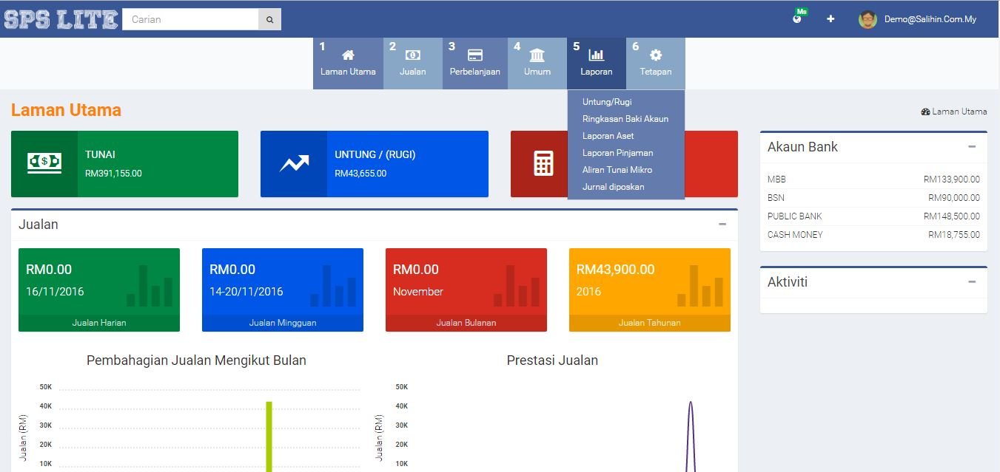 SPS LITE
Carian
Ms
Demo@Salihin.Com.My
1
Laman Utama
2
Jualan
3
Perbelanjaan
4
Umum
5
Laporan
6
Tetapan
Untung/Rugi
Ringkasan Baki Akaun
Laporan Aset
Laporan Pinjaman
Aliran Tunai Mikro
Jurnal diposkan
Laman Utama
Laman Utama
TUNAI
RM391,155.00
UNTUNG / (RUGI)
RM43,655.00
Akaun Bank
MBB RM133,900.00
BSN RM90,000.00
PUBLIC BANK RM148,500.00
CASH MONEY RM18,755.00
Aktiviti
Jualan
RM0.00
16/11/2016
Jualan Harian
RM0.00
14-20/11/2016
Jualan Mingguan
RM0.00
November
Jualan Bulanan
RM43,900.00
2016
Jualan Tahunan
Pembahagian Jualan Mengikut Bulan
50K
40K
30K
20K
10K
Jualan (RM)
Prestasi Jualan
50K
40K
30K
20K
10K
Jualan (RM)